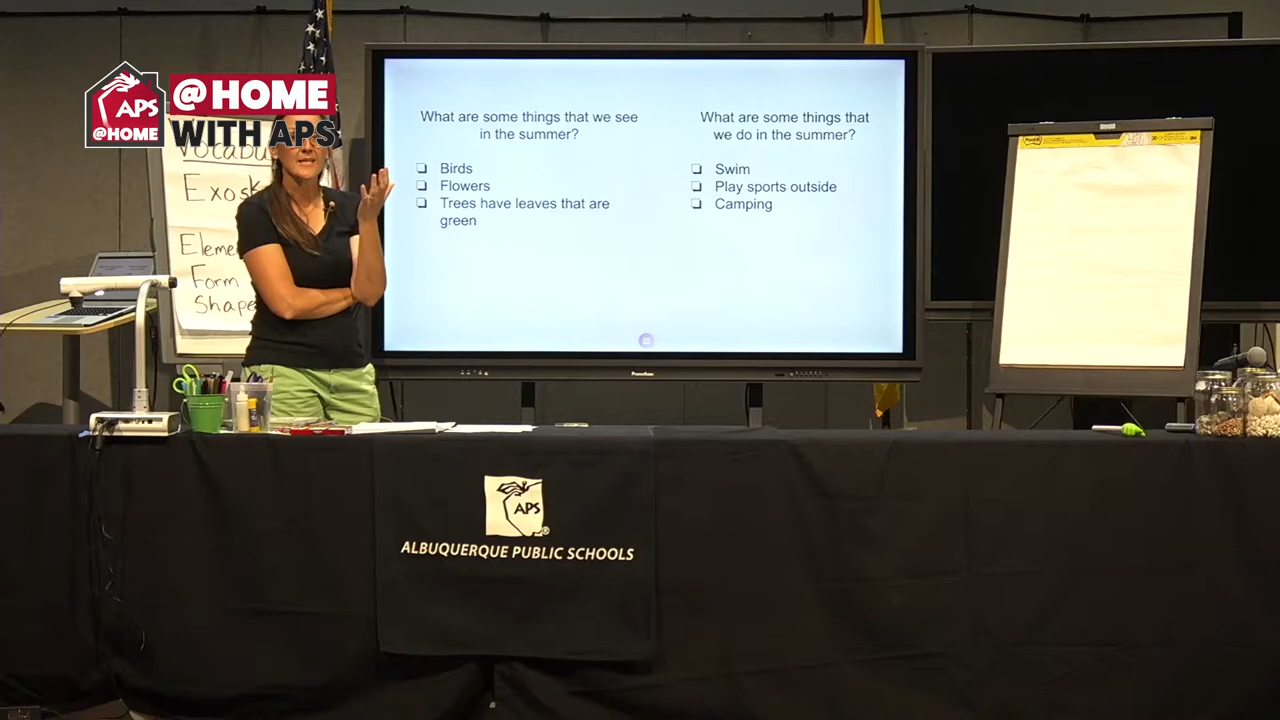 APS
@HOME
@HOME
WITH APS
What are some things that we see
in the summer?
❏ Birds
❏ Flowers
❏ Trees have leaves that are
green
What are some things that
we do in the summer?
❏ Swim
❏ Play sports outside
❏ Camping
Form
Promethean
APS
ALBUQUERQUE PUBLIC SCHOOLS